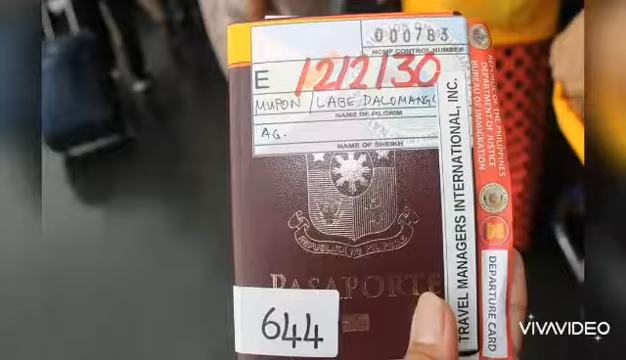 000783
NCMF CONTROL NUMBER
E 1212130
MUPON / LABE DALOMANGC
NAME OF PILGRIM
AG.
NAME OF SHEIKH
REPUBLIKA NG PILIPINAS
PASAPORTE
644
TRAVEL MANAGERS INTERNATIONAL, INC.
REPUBLIC OF THE PHILIPPINES
DEPARTMENT OF JUSTICE
BUREAU OF IMMIGRATION
DEPARTURE CARD
VIVAVIDEO